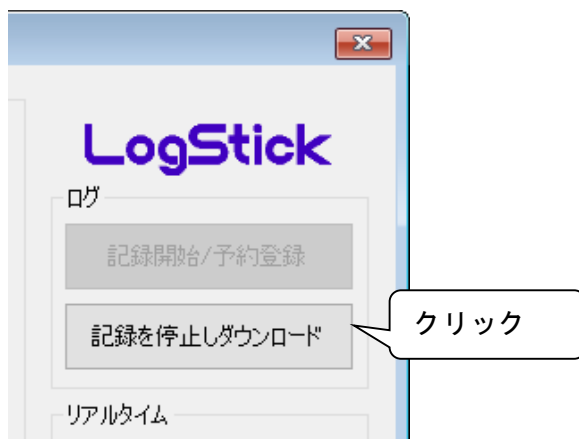 LogStick
ログ
記録開始/予約登録
記録を停止しダウンロード
クリック
リアルタイム